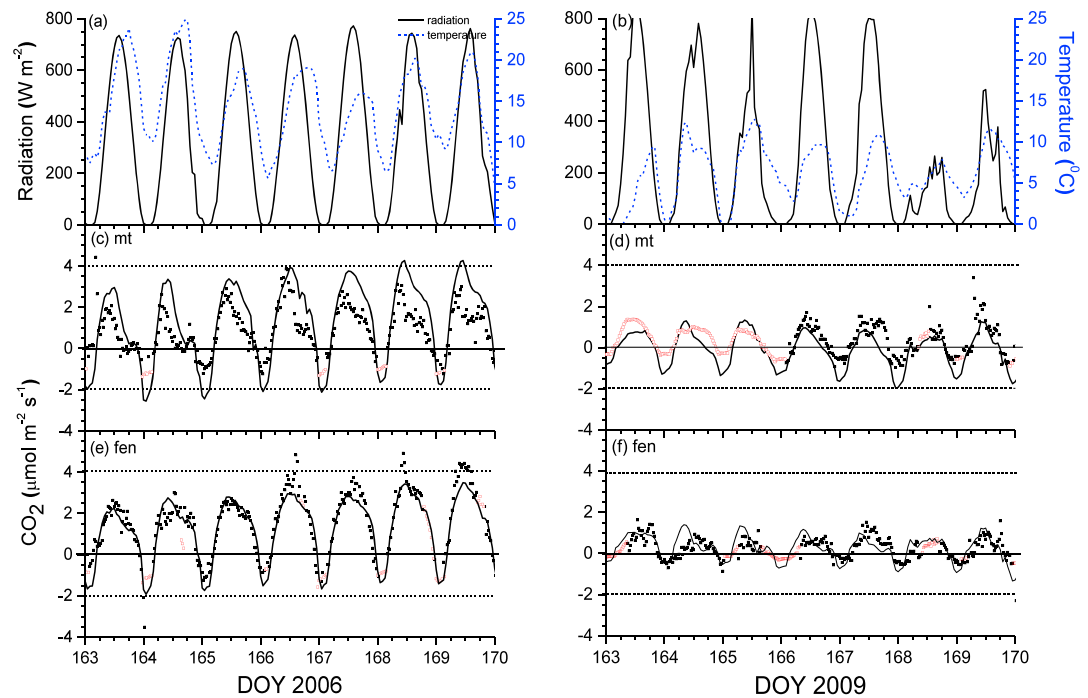 (a)
radiation
temperature
800
600
400
200
0
Radiation (W m⁻²)
25
20
15
10
5
0
(b)
800
600
400
200
0
25
20
15
10
5
0
Temperature (⁰C)
(c) mt
4
2
0
-2
-4
(d) mt
4
2
0
-2
-4
CO₂ (μmol m⁻² s⁻¹)
(e) fen
4
2
0
-2
-4
(f) fen
4
2
0
-2
-4
163 164 165 166 167 168 169 170
DOY 2006
163 164 165 166 167 168 169 170
DOY 2009